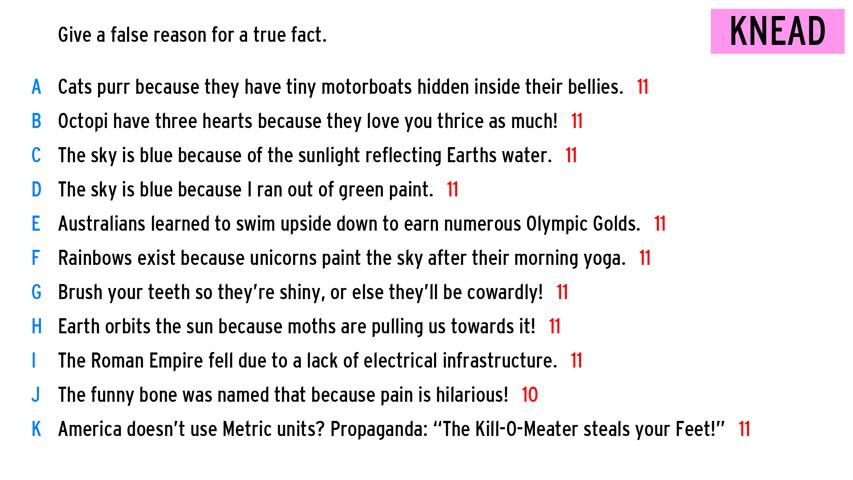 Give a false reason for a true fact.
KNEAD
A Cats purr because they have tiny motorboats hidden inside their bellies. 11
B Octopi have three hearts because they love you thrice as much! 11
C The sky is blue because of the sunlight reflecting Earths water. 11
D The sky is blue because I ran out of green paint. 11
E Australians learned to swim upside down to earn numerous Olympic Golds. 11
F Rainbows exist because unicorns paint the sky after their morning yoga. 11
G Brush your teeth so they're shiny, or else they'll be cowardly! 11
H Earth orbits the sun because moths are pulling us towards it! 11
I The Roman Empire fell due to a lack of electrical infrastructure. 11
J The funny bone was named that because pain is hilarious! 10
K America doesn't use Metric units? Propaganda: “The Kill-O-Meater steals your Feet!” 11